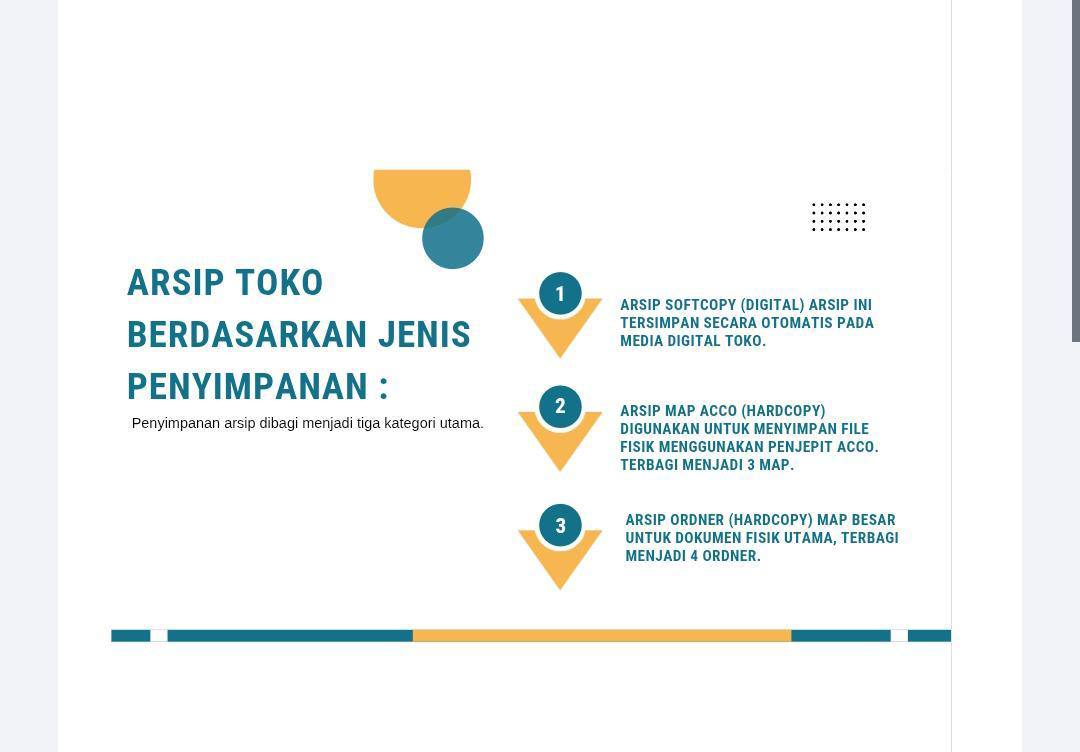 ARSIP TOKO
BERDASARKAN JENIS
PENYIMPANAN :
Penyimpanan arsip dibagi menjadi tiga kategori utama.
1
ARSIP SOFTCOPY (DIGITAL) ARSIP INI
TERSIMPAN SECARA OTOMATIS PADA
MEDIA DIGITAL TOKO.
2
ARSIP MAP ACCO (HARDCOPY)
DIGUNAKAN UNTUK MENYIMPAN FILE
FISIK MENGGUNAKAN PENJEPIT ACCO.
TERBAGI MENJADI 3 MAP.
3
ARSIP ORDNER (HARDCOPY) MAP BESAR
UNTUK DOKUMEN FISIK UTAMA, TERBAGI
MENJADI 4 ORDNER.